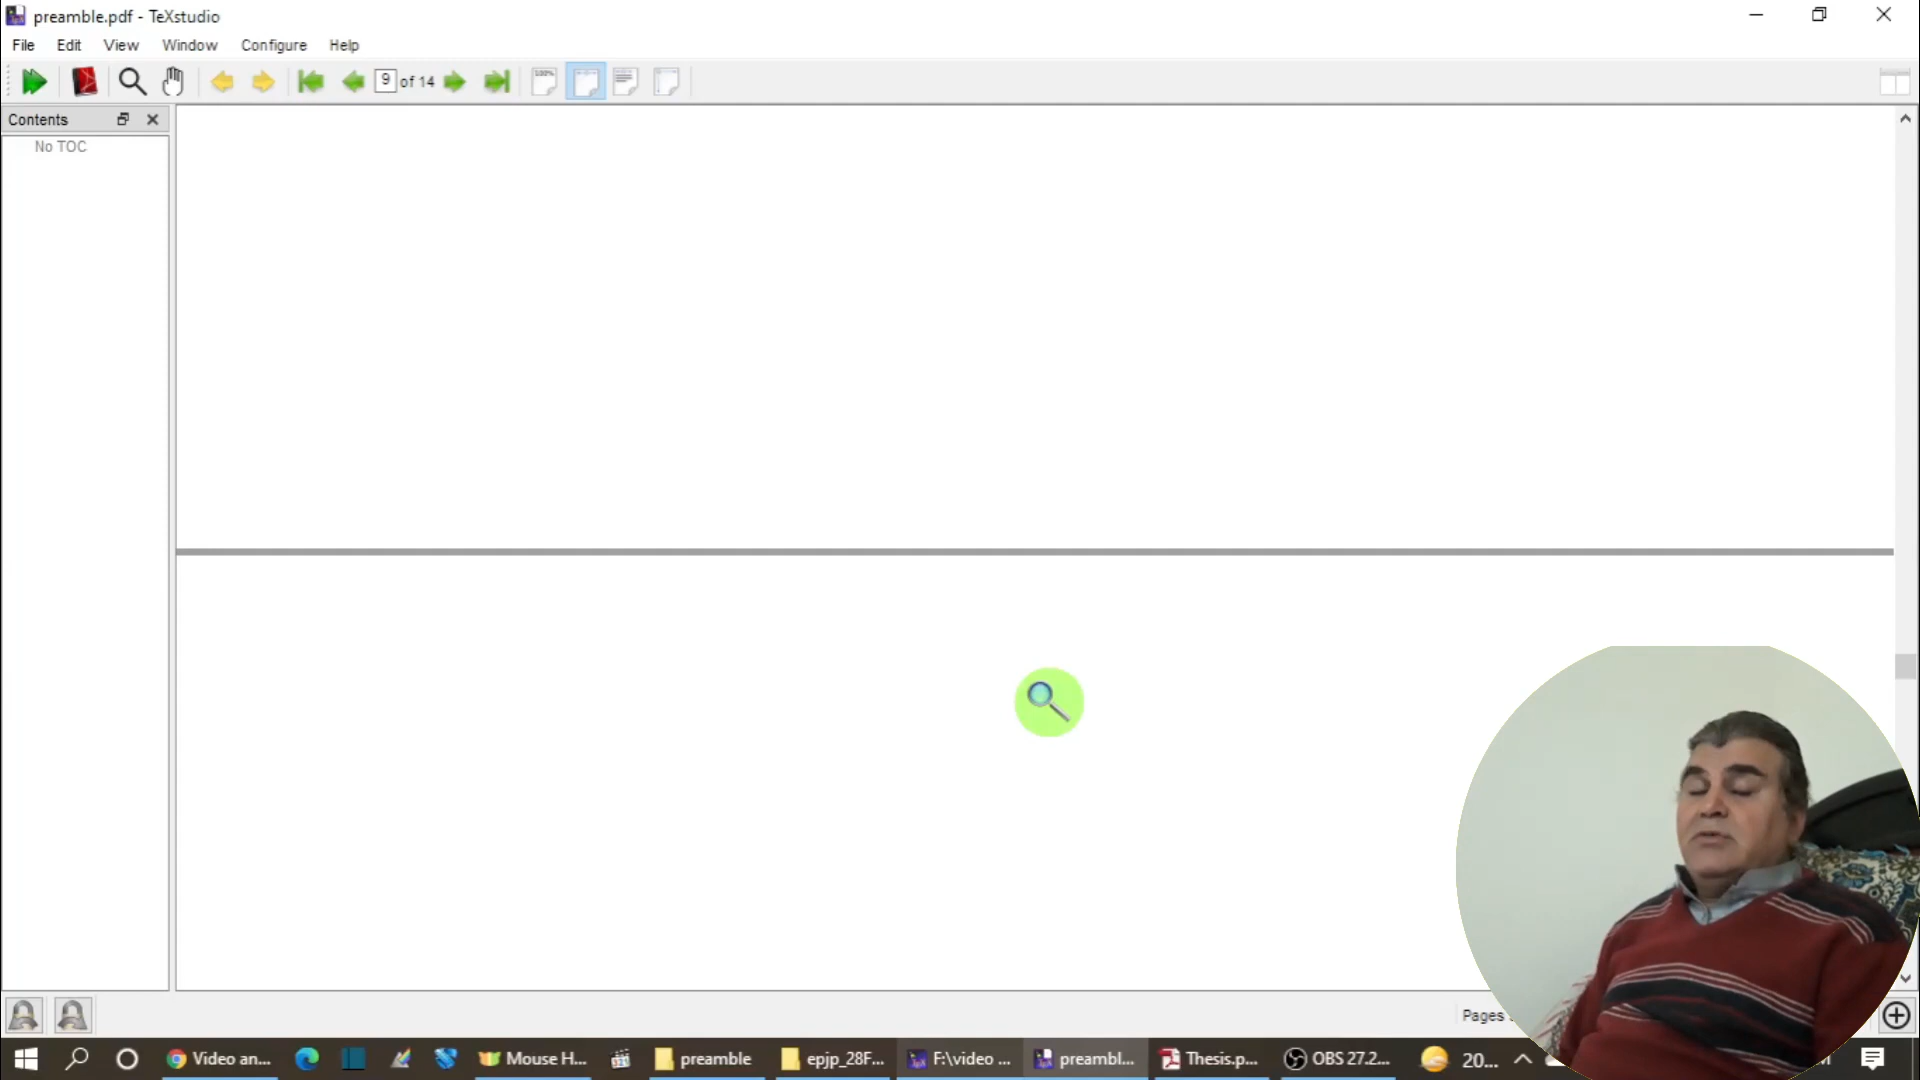 preamble.pdf - TeXstudio
File Edit View Window Configure Help
9 of 14 100%
Contents
No TOC
Pages
Video an... Mouse H... preamble epjp_28F... F:\video ... preambl... Thesis.p... OBS 27.2... 20...